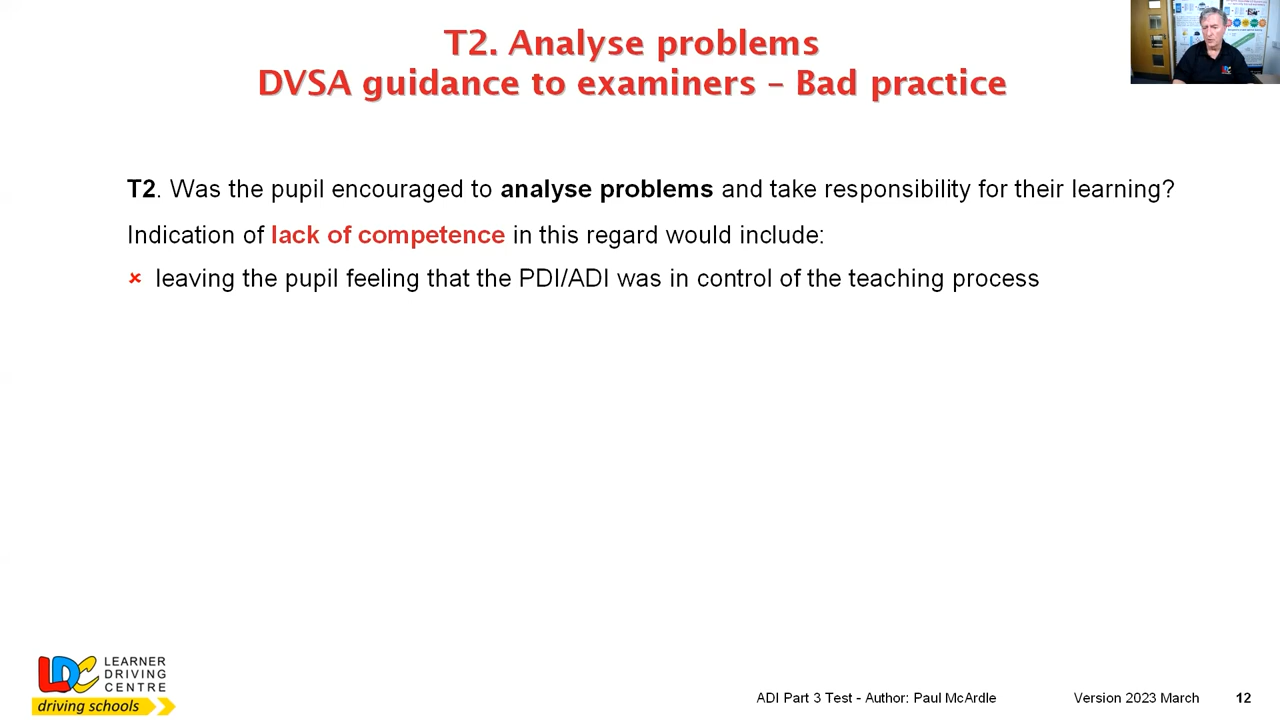 T2. Analyse problems
DVSA guidance to examiners – Bad practice
T2. Was the pupil encouraged to analyse problems and take responsibility for their learning?
Indication of lack of competence in this regard would include:
× leaving the pupil feeling that the PDI/ADI was in control of the teaching process
LDC
LEARNER
DRIVING
CENTRE
driving schools
ADI Part 3 Test - Author: Paul McArdle
Version 2023 March
12